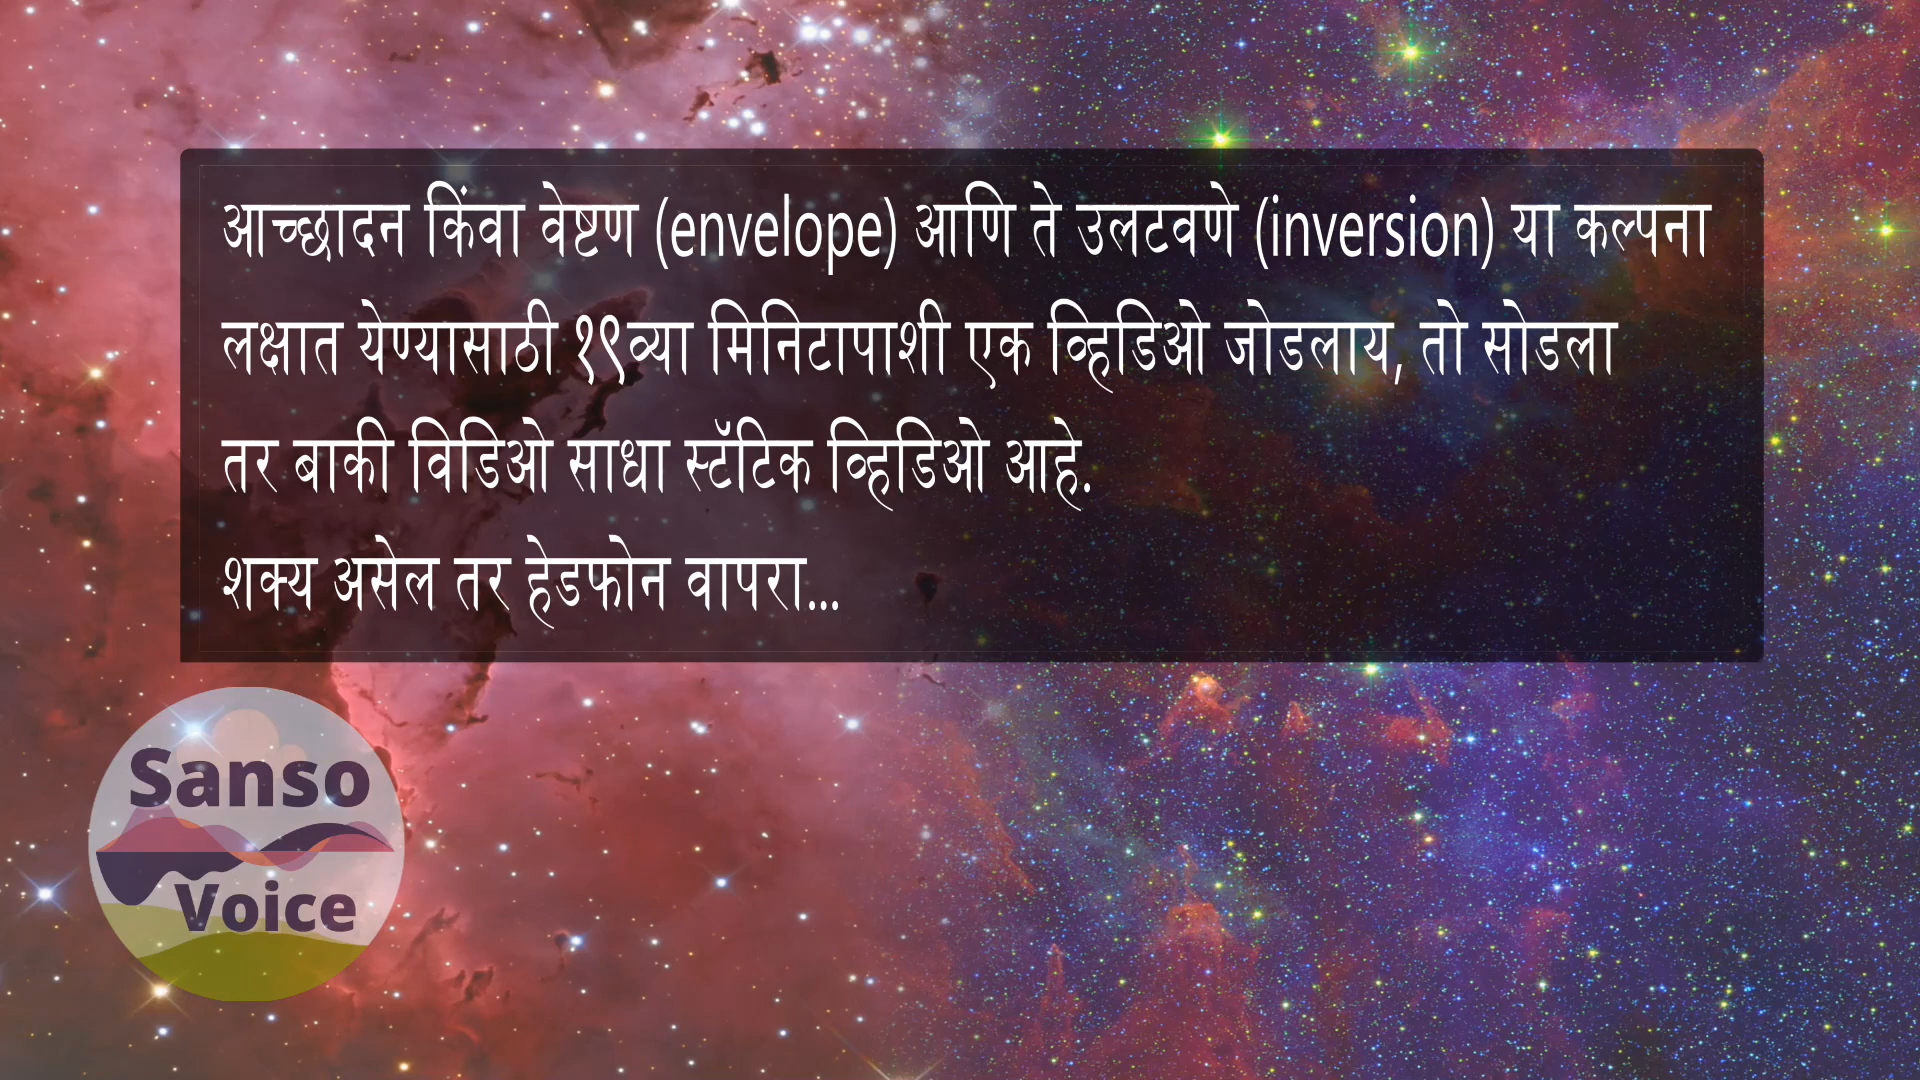 आच्छादन किंवा वेष्टण (envelope) आणि ते उलटवणे (inversion) या कल्पना
लक्षात येण्यासाठी १९व्या मिनिटापाशी एक व्हिडिओ जोडलाय, तो सोडला
तर बाकी विडिओ साधा स्टॅटिक व्हिडिओ आहे.
शक्य असेल तर हेडफोन वापरा...
Sanso
Voice